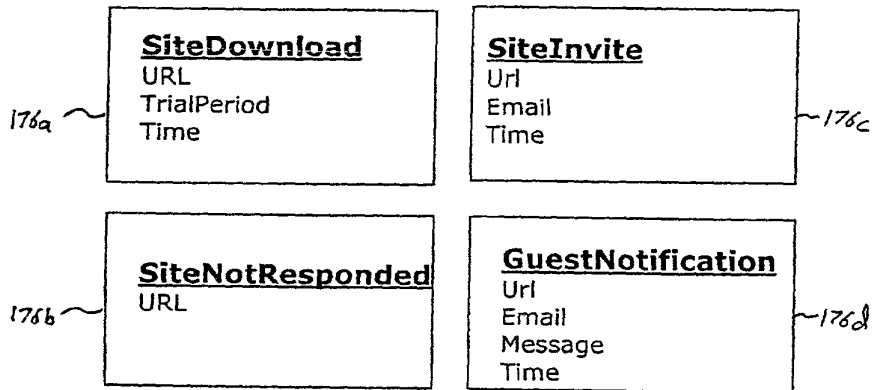 SiteDownload
URL
TrialPeriod
Time
176a
SiteInvite
Url
Email
Time
176c
SiteNotResponded
URL
176b
GuestNotification
Url
Email
Message
Time
176d